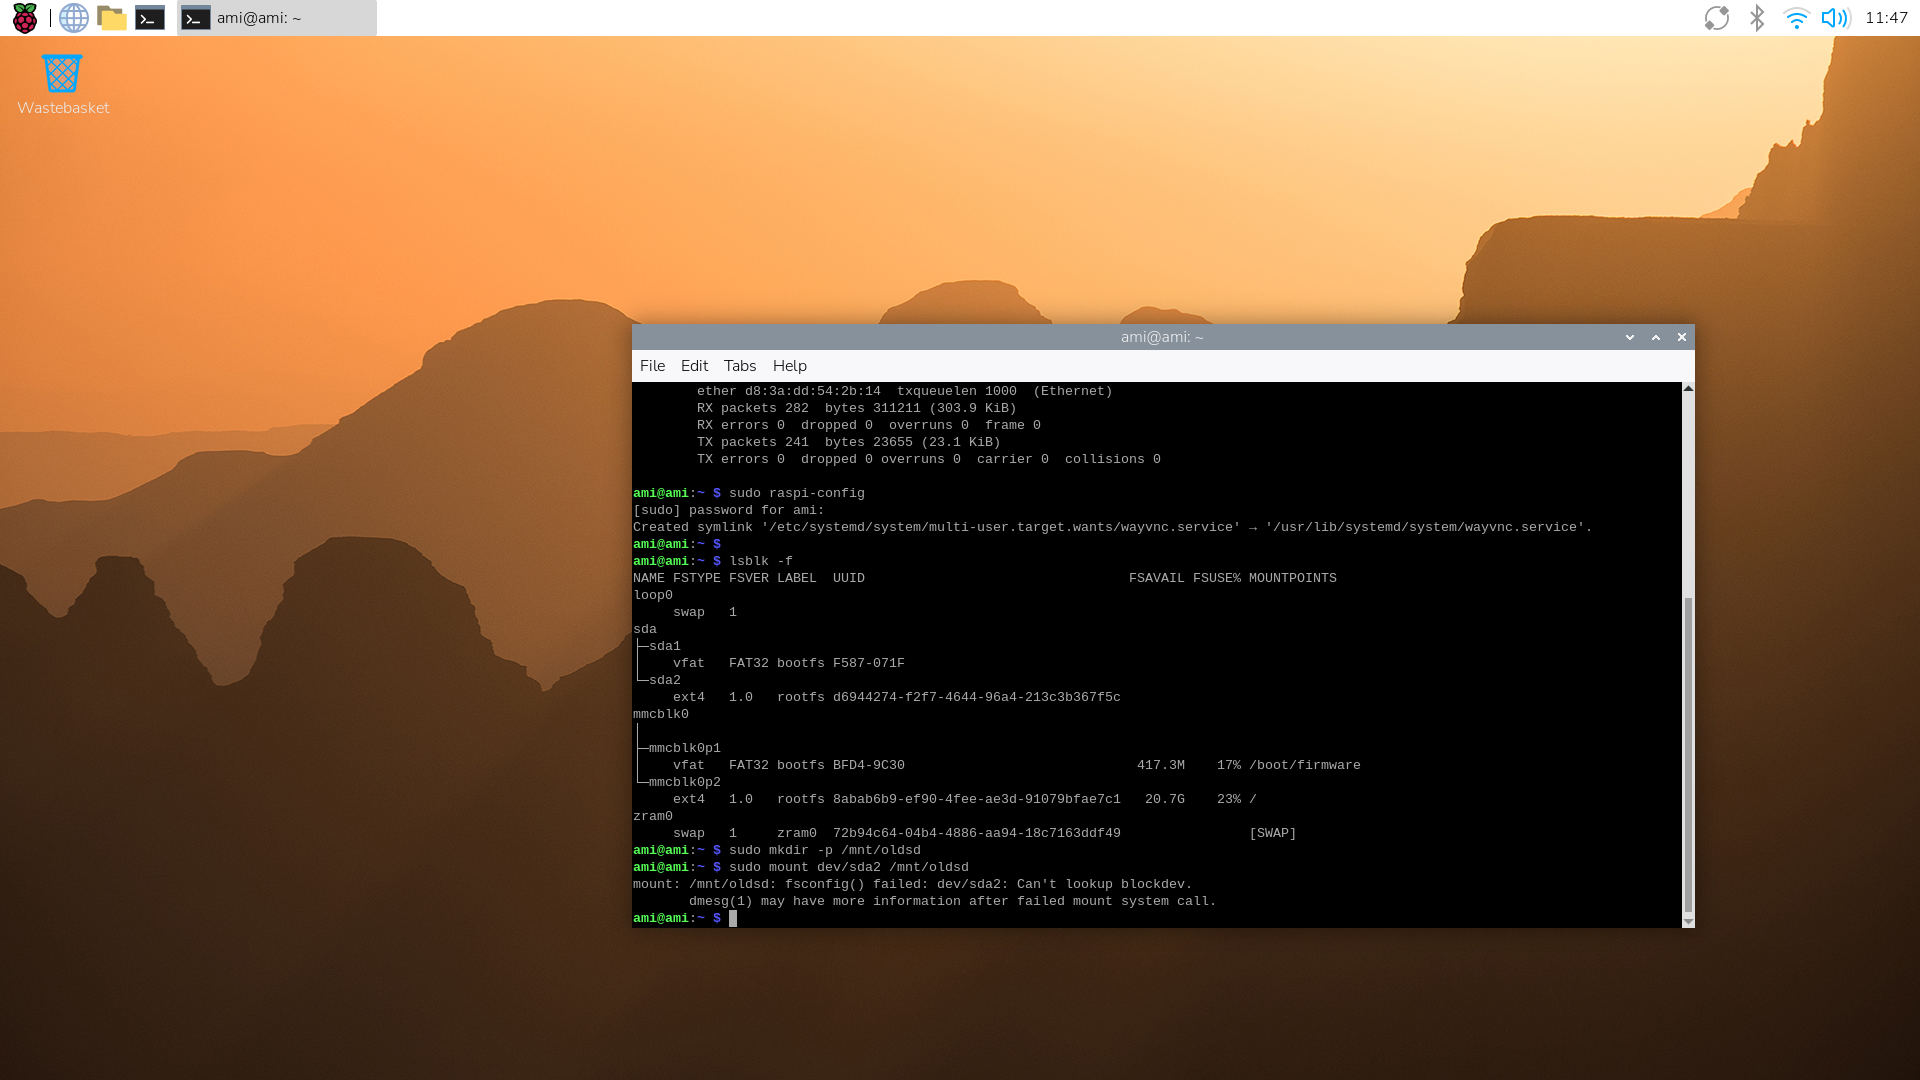 ami@ami: ~
11:47
Wastebasket
ami@ami: ~
File Edit Tabs Help
ether d8:3a:dd:54:2b:14  txqueuelen 1000  (Ethernet)
RX packets 282  bytes 311211 (303.9 KiB)
RX errors 0  dropped 0  overruns 0  frame 0
TX packets 241  bytes 23655 (23.1 KiB)
TX errors 0  dropped 0 overruns 0  carrier 0  collisions 0
ami@ami:~ $ sudo raspi-config
[sudo] password for ami:
Created symlink '/etc/systemd/system/multi-user.target.wants/wayvnc.service' → '/usr/lib/systemd/system/wayvnc.service'.
ami@ami:~ $
ami@ami:~ $ lsblk -f
NAME FSTYPE FSVER LABEL  UUID                                 FSAVAIL FSUSE% MOUNTPOINTS
loop0
     swap   1
sda
├─sda1
     vfat   FAT32 bootfs F587-071F
└─sda2
     ext4   1.0   rootfs d6944274-f2f7-4644-96a4-213c3b367f5c
mmcblk0
├─mmcblk0p1
     vfat   FAT32 bootfs BFD4-9C30                             417.3M    17% /boot/firmware
└─mmcblk0p2
     ext4   1.0   rootfs 8abab6b9-ef90-4fee-ae3d-91079bfae7c1   20.7G    23% /
zram0
     swap   1     zram0  72b94c64-04b4-4886-aa94-18c7163ddf49                [SWAP]
ami@ami:~ $ sudo mkdir -p /mnt/oldsd
ami@ami:~ $ sudo mount dev/sda2 /mnt/oldsd
mount: /mnt/oldsd: fsconfig() failed: dev/sda2: Can't lookup blockdev.
       dmesg(1) may have more information after failed mount system call.
ami@ami:~ $